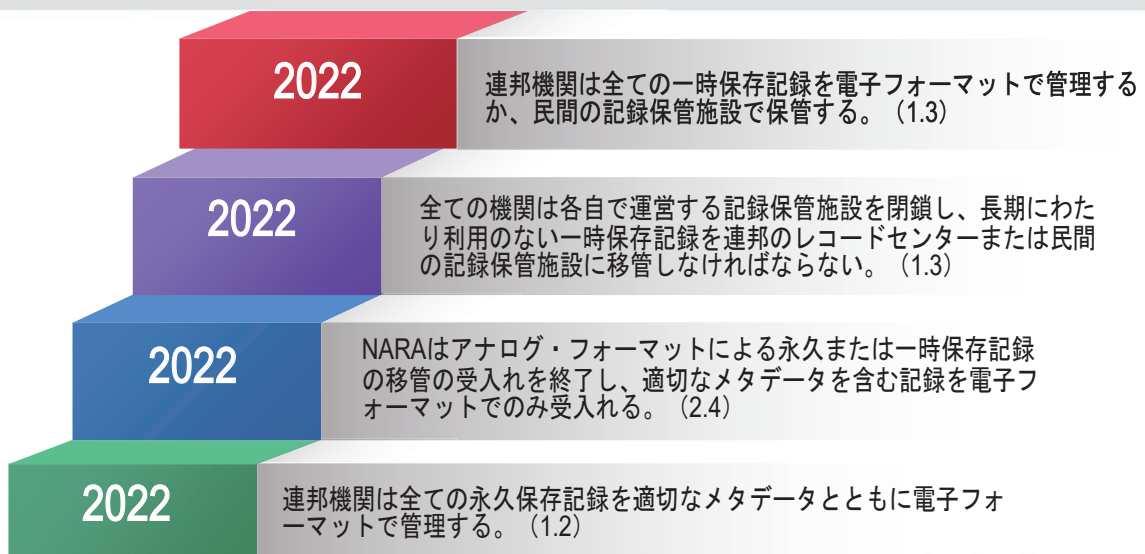 2022
連邦機関は全ての一時保存記録を電子フォーマットで管理する
か、民間の記録保管施設で保管する。（1.3）
2022
全ての機関は各自で運営する記録保管施設を閉鎖し、長期にわた
り利用のない一時保存記録を連邦のレコードセンターまたは民間
の記録保管施設に移管しなければならない。（1.3）
2022
NARAはアナログ・フォーマットによる永久または一時保存記録
の移管の受入れを終了し、適切なメタデータを含む記録を電子フ
ォーマットでのみ受入れる。（2.4）
2022
連邦機関は全ての永久保存記録を適切なメタデータとともに電子フォ
ーマットで管理する。（1.2）